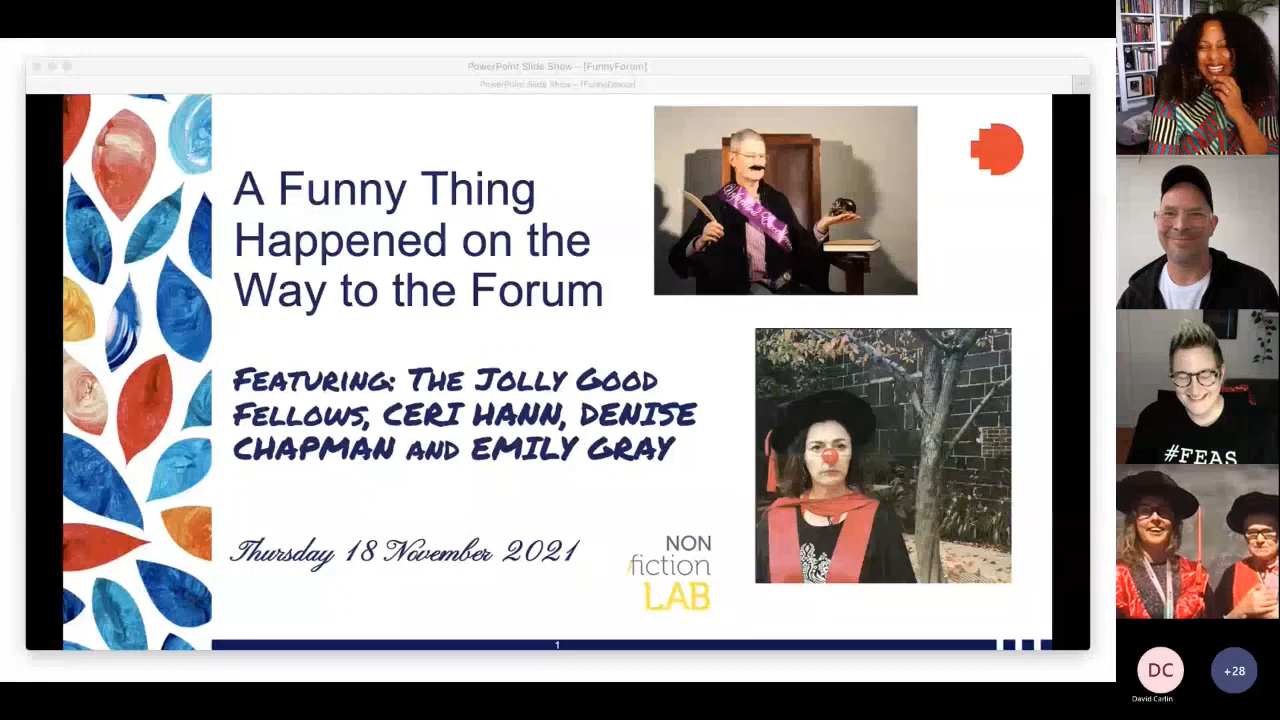 PowerPoint Slide Show – [FunnyForum]
PowerPoint Slide Show – [FunnyForum]
A Funny Thing
Happened on the
Way to the Forum
Featuring: The Jolly Good
Fellows, CERI HANN, DENISE
CHAPMAN and EMILY GRAY
Thursday 18 November 2021
NON
/fiction
LAB
1
#FEAS
DC
David Carlin
+28